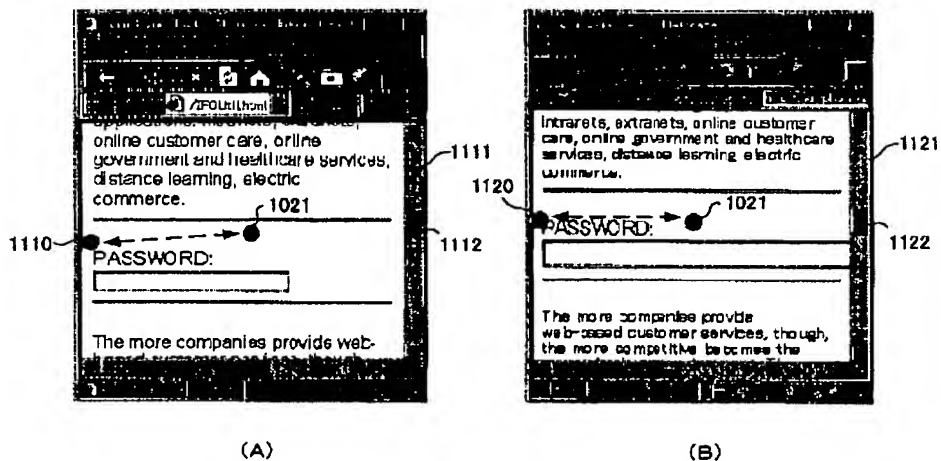 /IFOUtil.html
online customer care, online
government and healthcare services,
distance learning, electric
commerce.
1111
1021
1110
1112
PASSWORD:
The more companies provide web-
(A)
intranets, extranets, online customer
care, online government and healthcare
services, distance learning electric
commerce.
1121
1120
1021
PASSWORD:
1122
The more companies provide
web-based customer services, though,
the more competitive becomes the
(B)